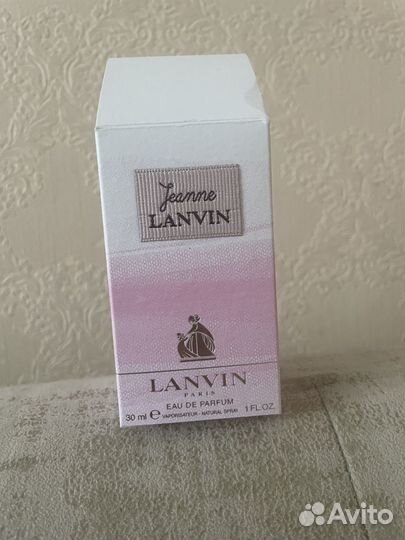 Jeanne
LANVIN
LANVIN
PARIS
EAU DE PARFUM
30 ml e VAPORISATEUR - NATURAL SPRAY 1 FL.OZ.
Avito